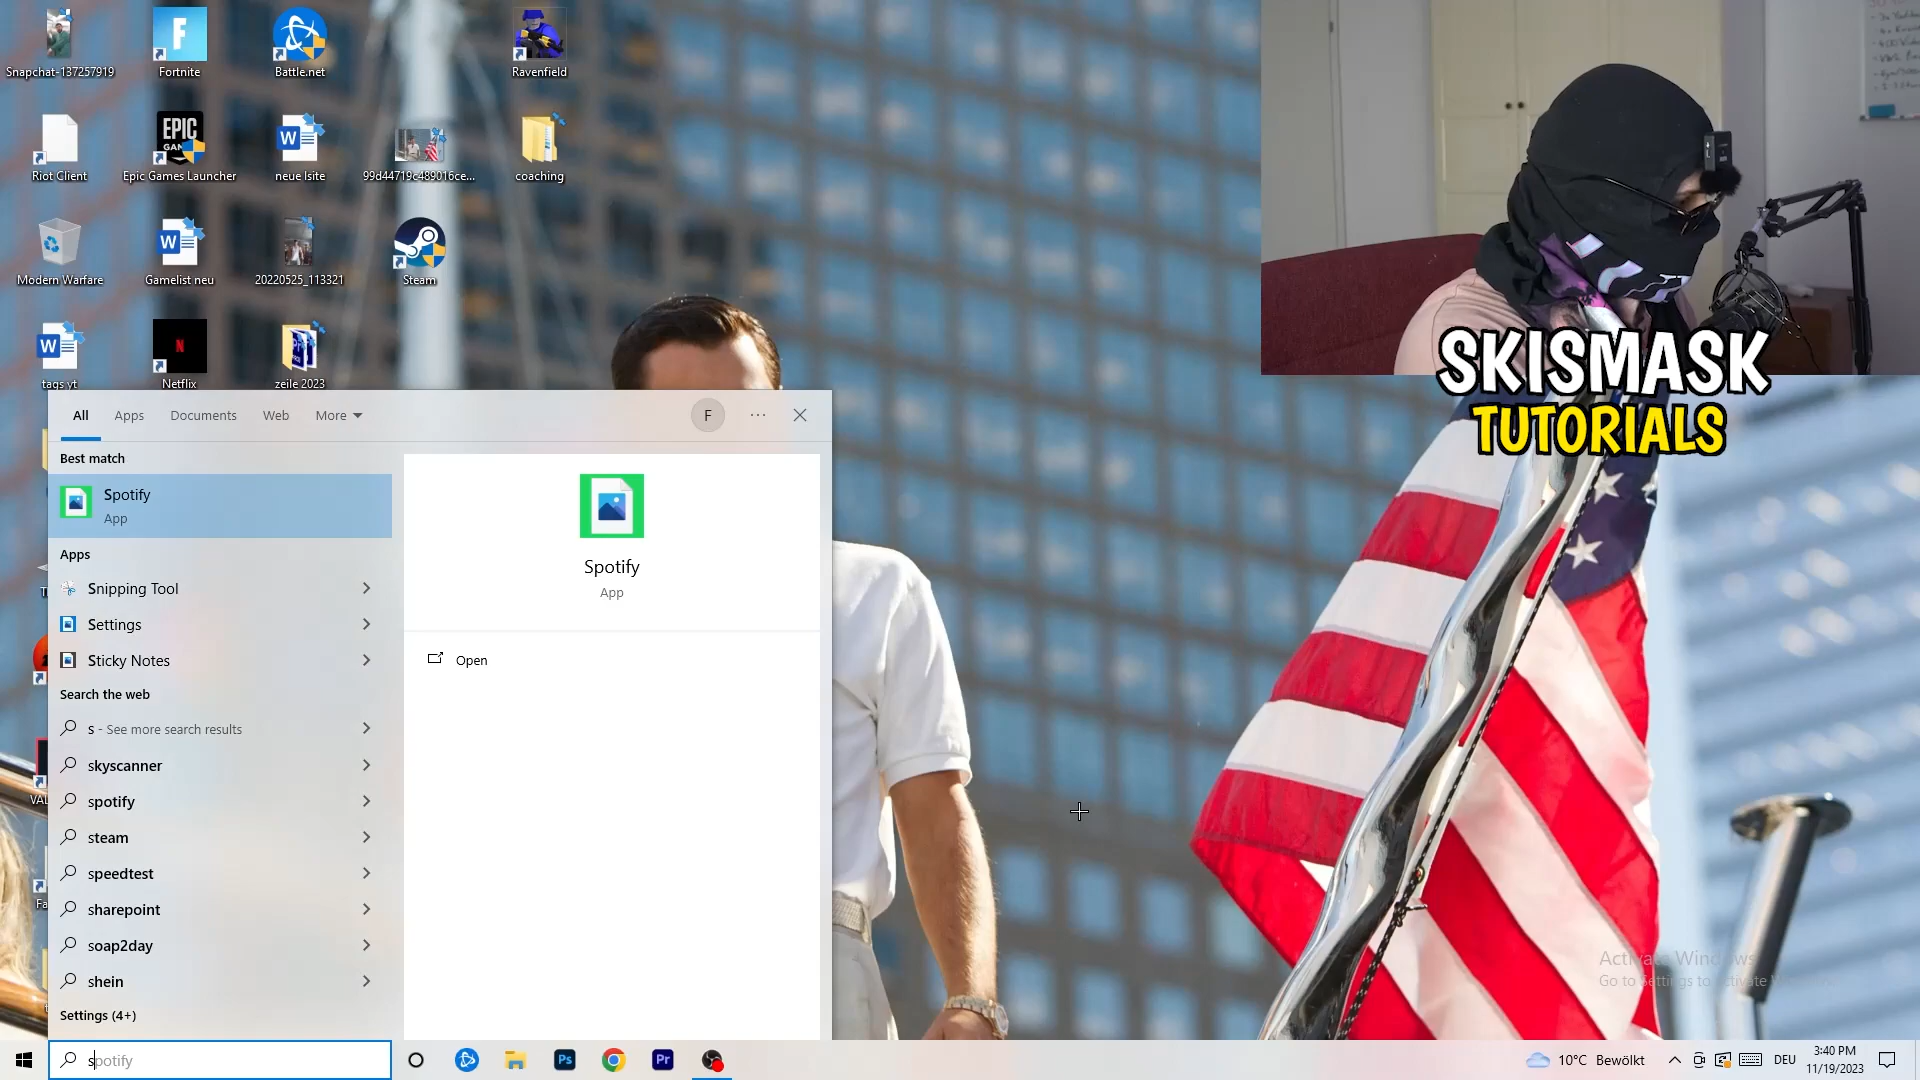 Snapchat-137257919
Fortnite
Battle.net
Ravenfield
EPIC
Riot Client
Epic Games Launcher
neue lsite
99d44719c489016ce...
coaching
Modern Warfare
Gamelist neu
20220525_113321
Steam
tags yt
Netflix
zeile 2023
SKISMASK
TUTORIALS
All
Apps
Documents
Web
More
F
Best match
Spotify
App
Apps
Snipping Tool
Settings
Sticky Notes
Search the web
s - See more search results
skyscanner
spotify
steam
speedtest
sharepoint
soap2day
shein
Settings (4+)
Spotify
App
Open
Activate Windows
Go to Settings to activate
spotify
Ps
Pr
10°C Bewölkt
DEU
3:40 PM
11/19/2023